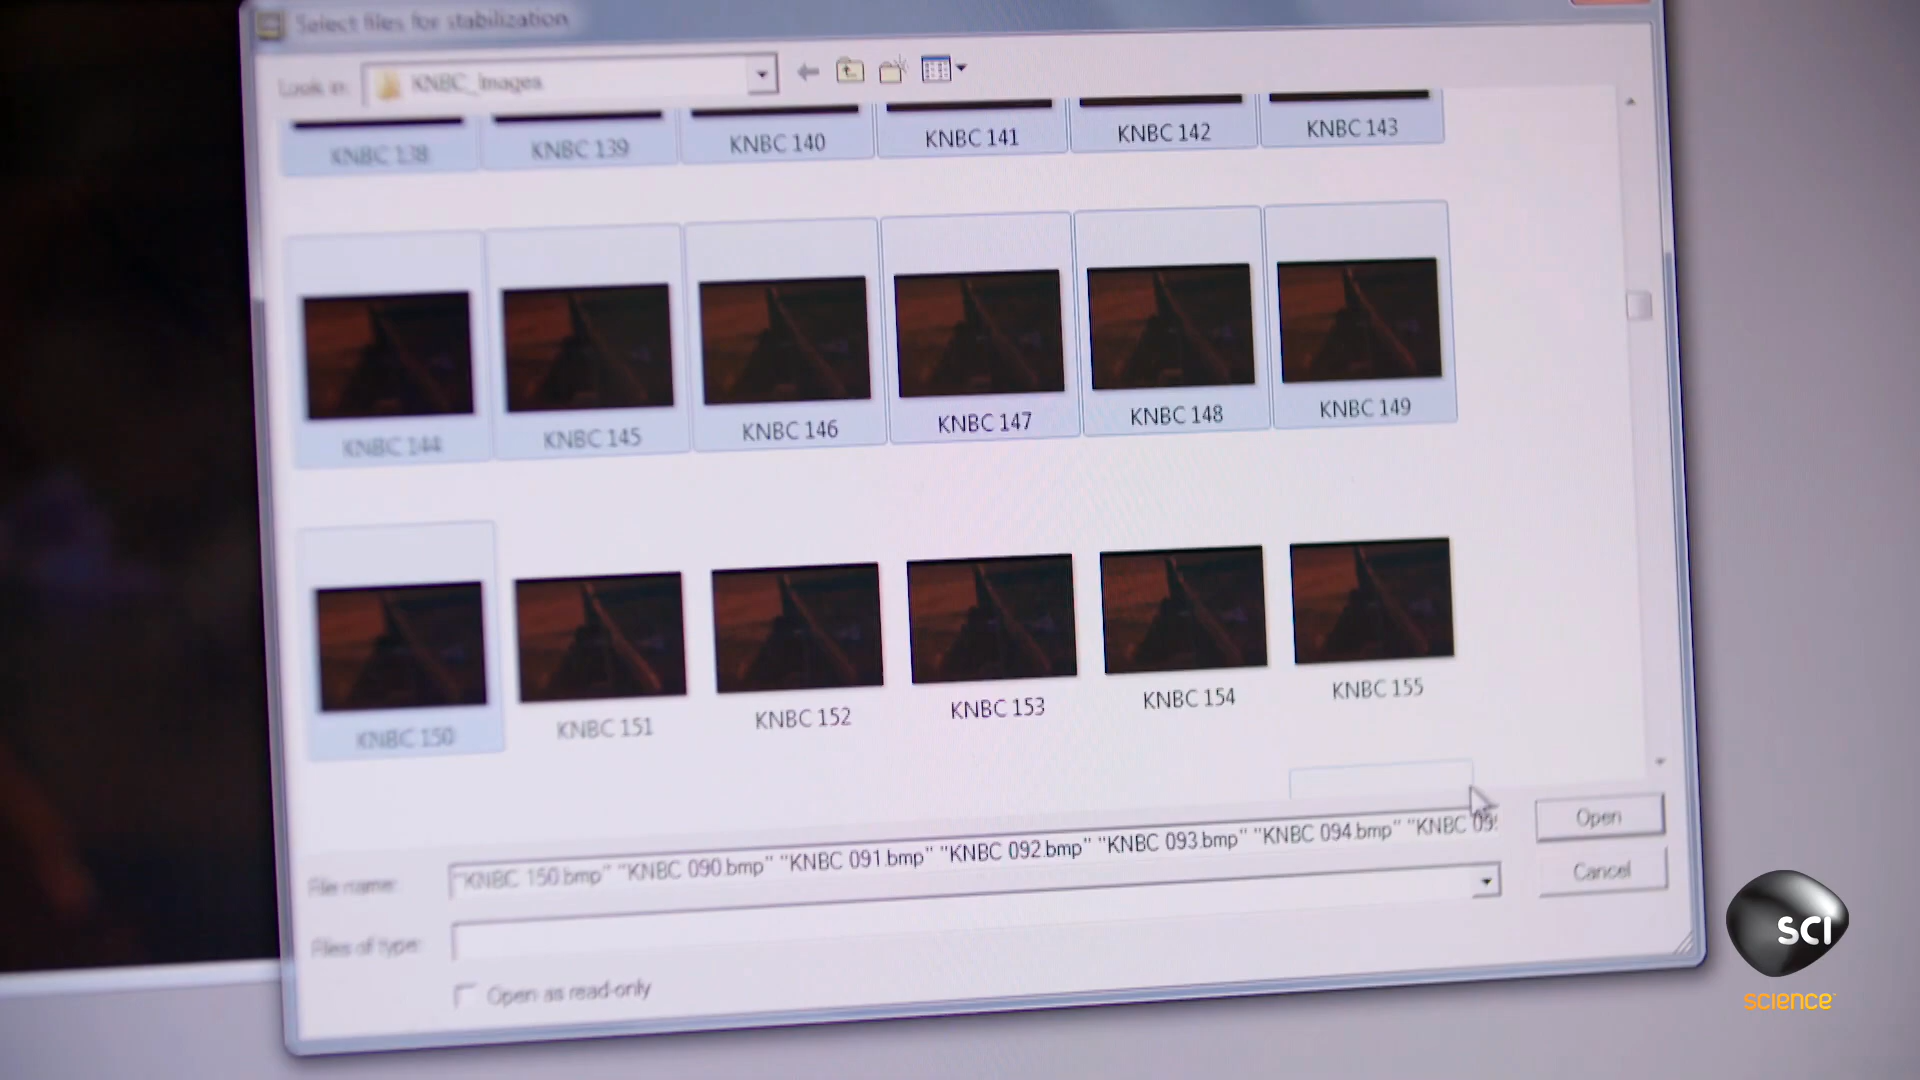 Select files for stabilization
Look in: KNBC_Images
KNBC 138 KNBC 139 KNBC 140 KNBC 141 KNBC 142 KNBC 143
KNBC 144 KNBC 145 KNBC 146 KNBC 147 KNBC 148 KNBC 149
KNBC 150 KNBC 151 KNBC 152 KNBC 153 KNBC 154 KNBC 155
File name: "KNBC 150.bmp" "KNBC 090.bmp" "KNBC 091.bmp" "KNBC 092.bmp" "KNBC 093.bmp" "KNBC 094.bmp" "KNBC 09
Open
Files of type:
Cancel
Open as read-only
SCI
science